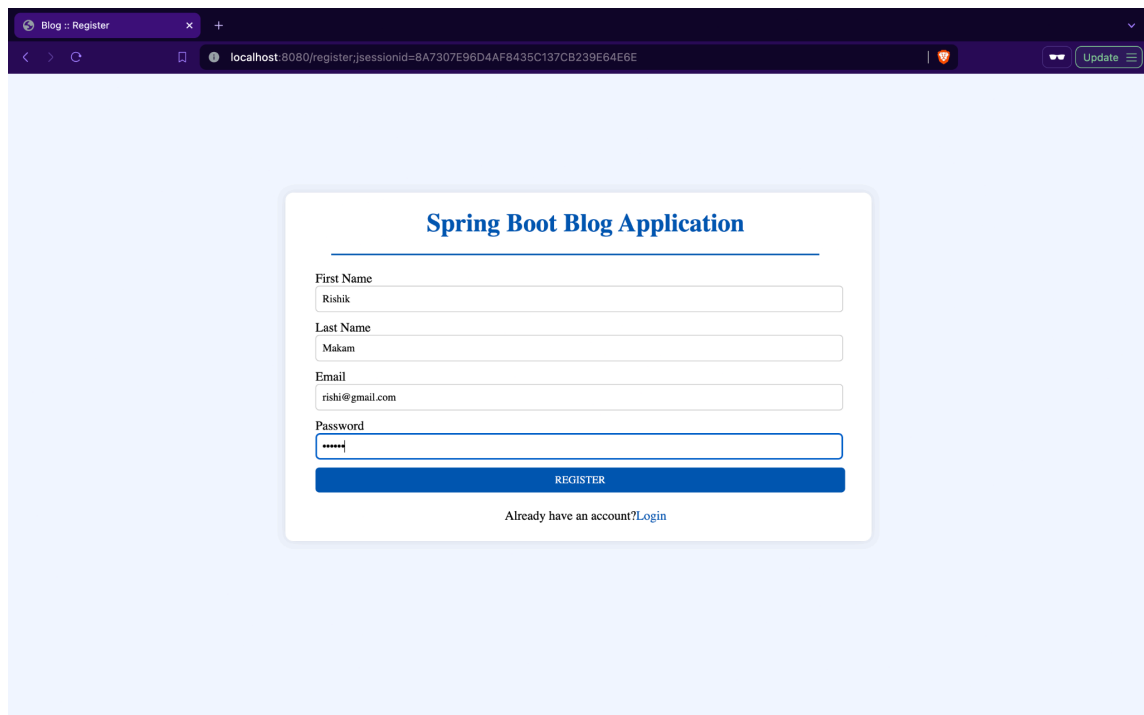 Blog :: Register
localhost:8080/register;jsessionid=8A7307E96D4AF8435C137CB239E64E6E
Update
Spring Boot Blog Application
First Name
Rishik
Last Name
Makam
Email
rishi@gmail.com
Password
••••••
REGISTER
Already have an account?Login